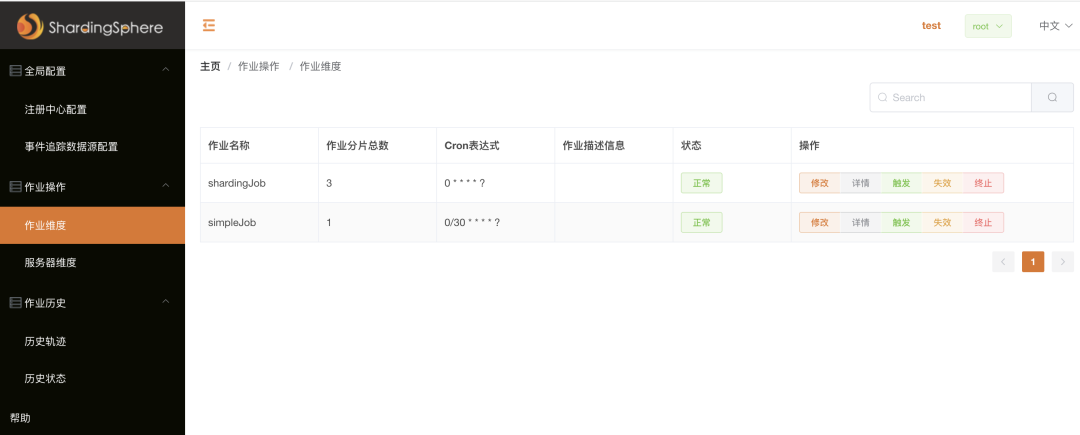 ShardingSphere
test
root
中文
全局配置
注册中心配置
事件追踪数据源配置
作业操作
作业维度
服务器维度
作业历史
历史轨迹
历史状态
帮助
主页 / 作业操作 / 作业维度
Search
作业名称 作业分片总数 Cron表达式 作业描述信息 状态 操作
shardingJob 3 0 * * * * ? 正常 修改 详情 触发 失效 终止
simpleJob 1 0/30 * * * * ? 正常 修改 详情 触发 失效 终止
1